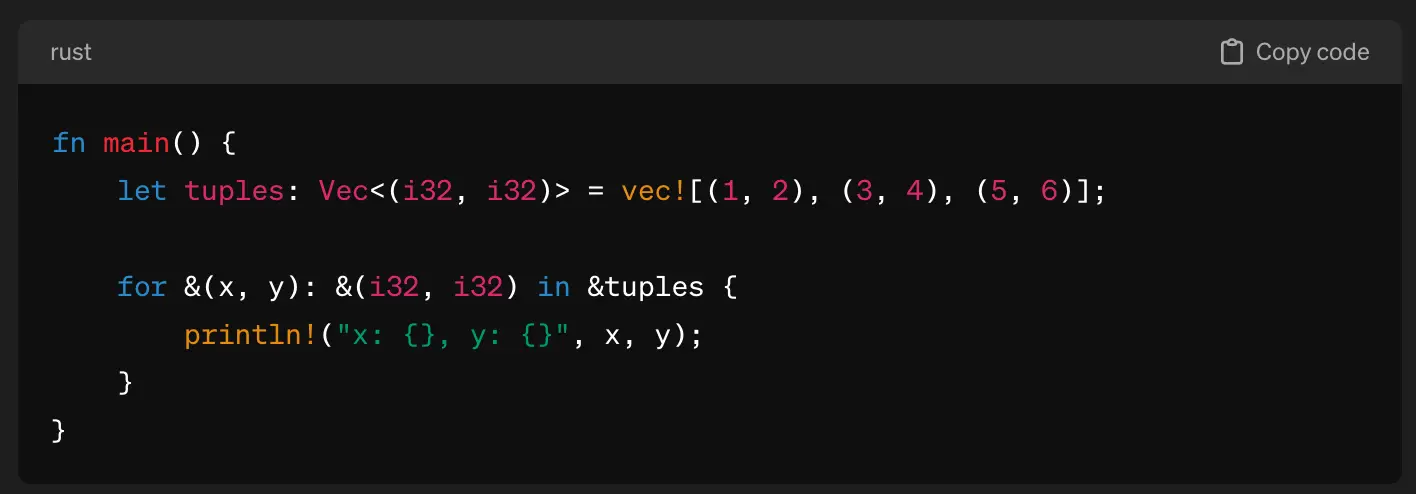 rust
Copy code
fn main() {
    let tuples: Vec<(i32, i32)> = vec![(1, 2), (3, 4), (5, 6)];

    for &(x, y): &(i32, i32) in &tuples {
        println!("x: {}, y: {}", x, y);
    }
}